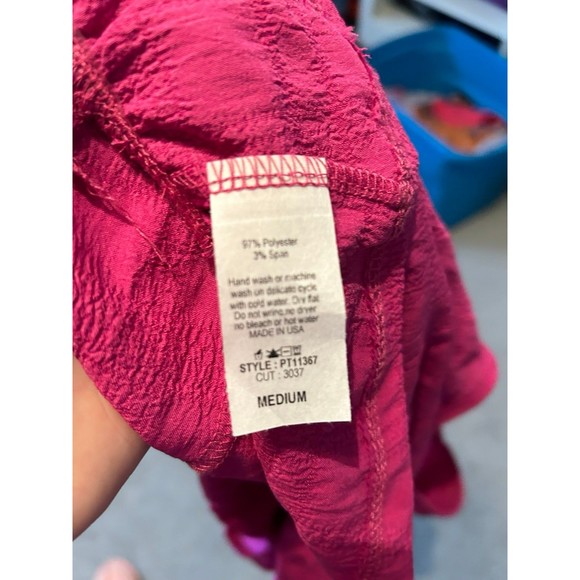 97% Polyester
3% Span
Hand wash or machine
wash on delicate cycle
with cold water. Dry flat.
Do not wring,no dryer
no bleach or hot water
MADE IN USA
STYLE : PT11367
CUT : 3037
MEDIUM